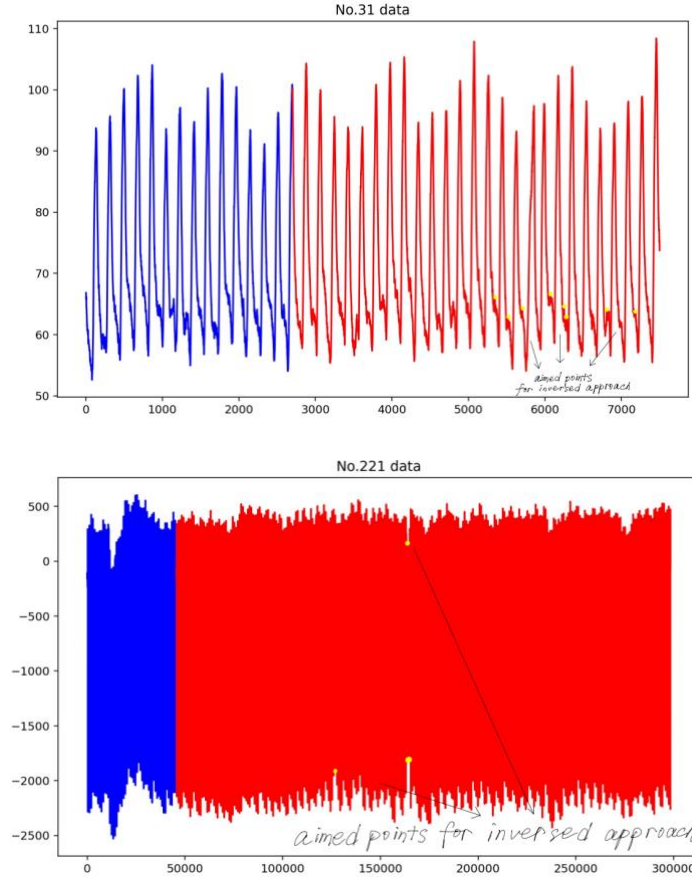 No.31 data
110
100
90
80
70
60
50
aimed points
for inversed approach
0 1000 2000 3000 4000 5000 6000 7000
No.221 data
500
0
−500
−1000
−1500
−2000
−2500
aimed points for inversed approach
0 50000 100000 150000 200000 250000 300000